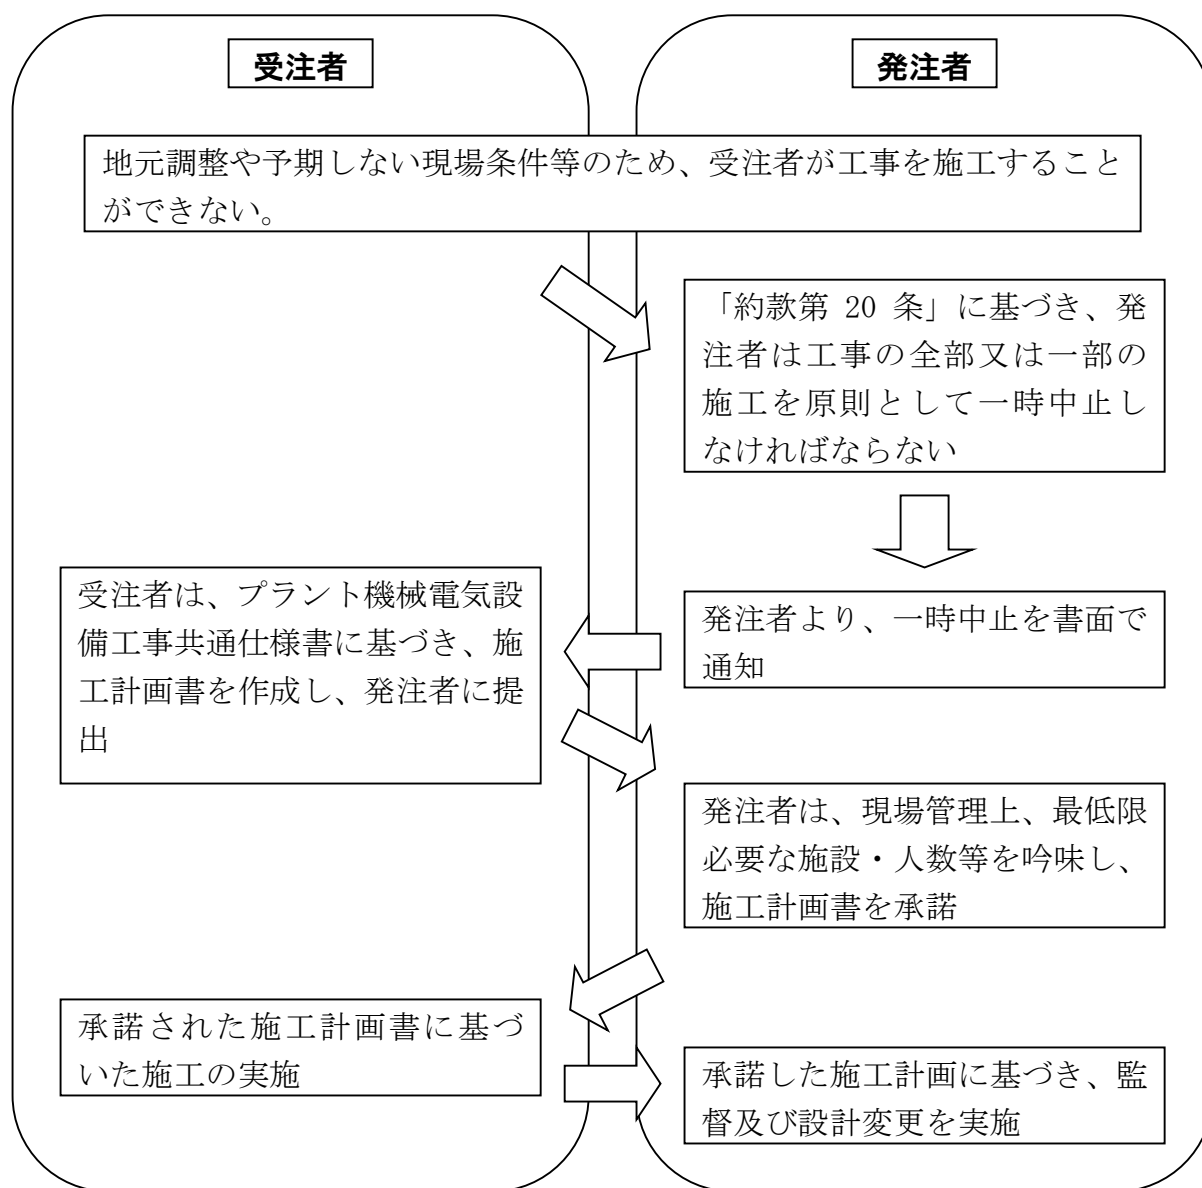 受注者
発注者
地元調整や予期しない現場条件等のため、受注者が工事を施工すること
ができない。
「約款第 20 条」に基づき、発
注者は工事の全部又は一部の
施工を原則として一時中止し
なければならない
発注者より、一時中止を書面で
通知
受注者は、プラント機械電気設
備工事共通仕様書に基づき、施
工計画書を作成し、発注者に提
出
発注者は、現場管理上、最低限
必要な施設・人数等を吟味し、
施工計画書を承諾
承諾された施工計画書に基づ
いた施工の実施
承諾した施工計画に基づき、監
督及び設計変更を実施